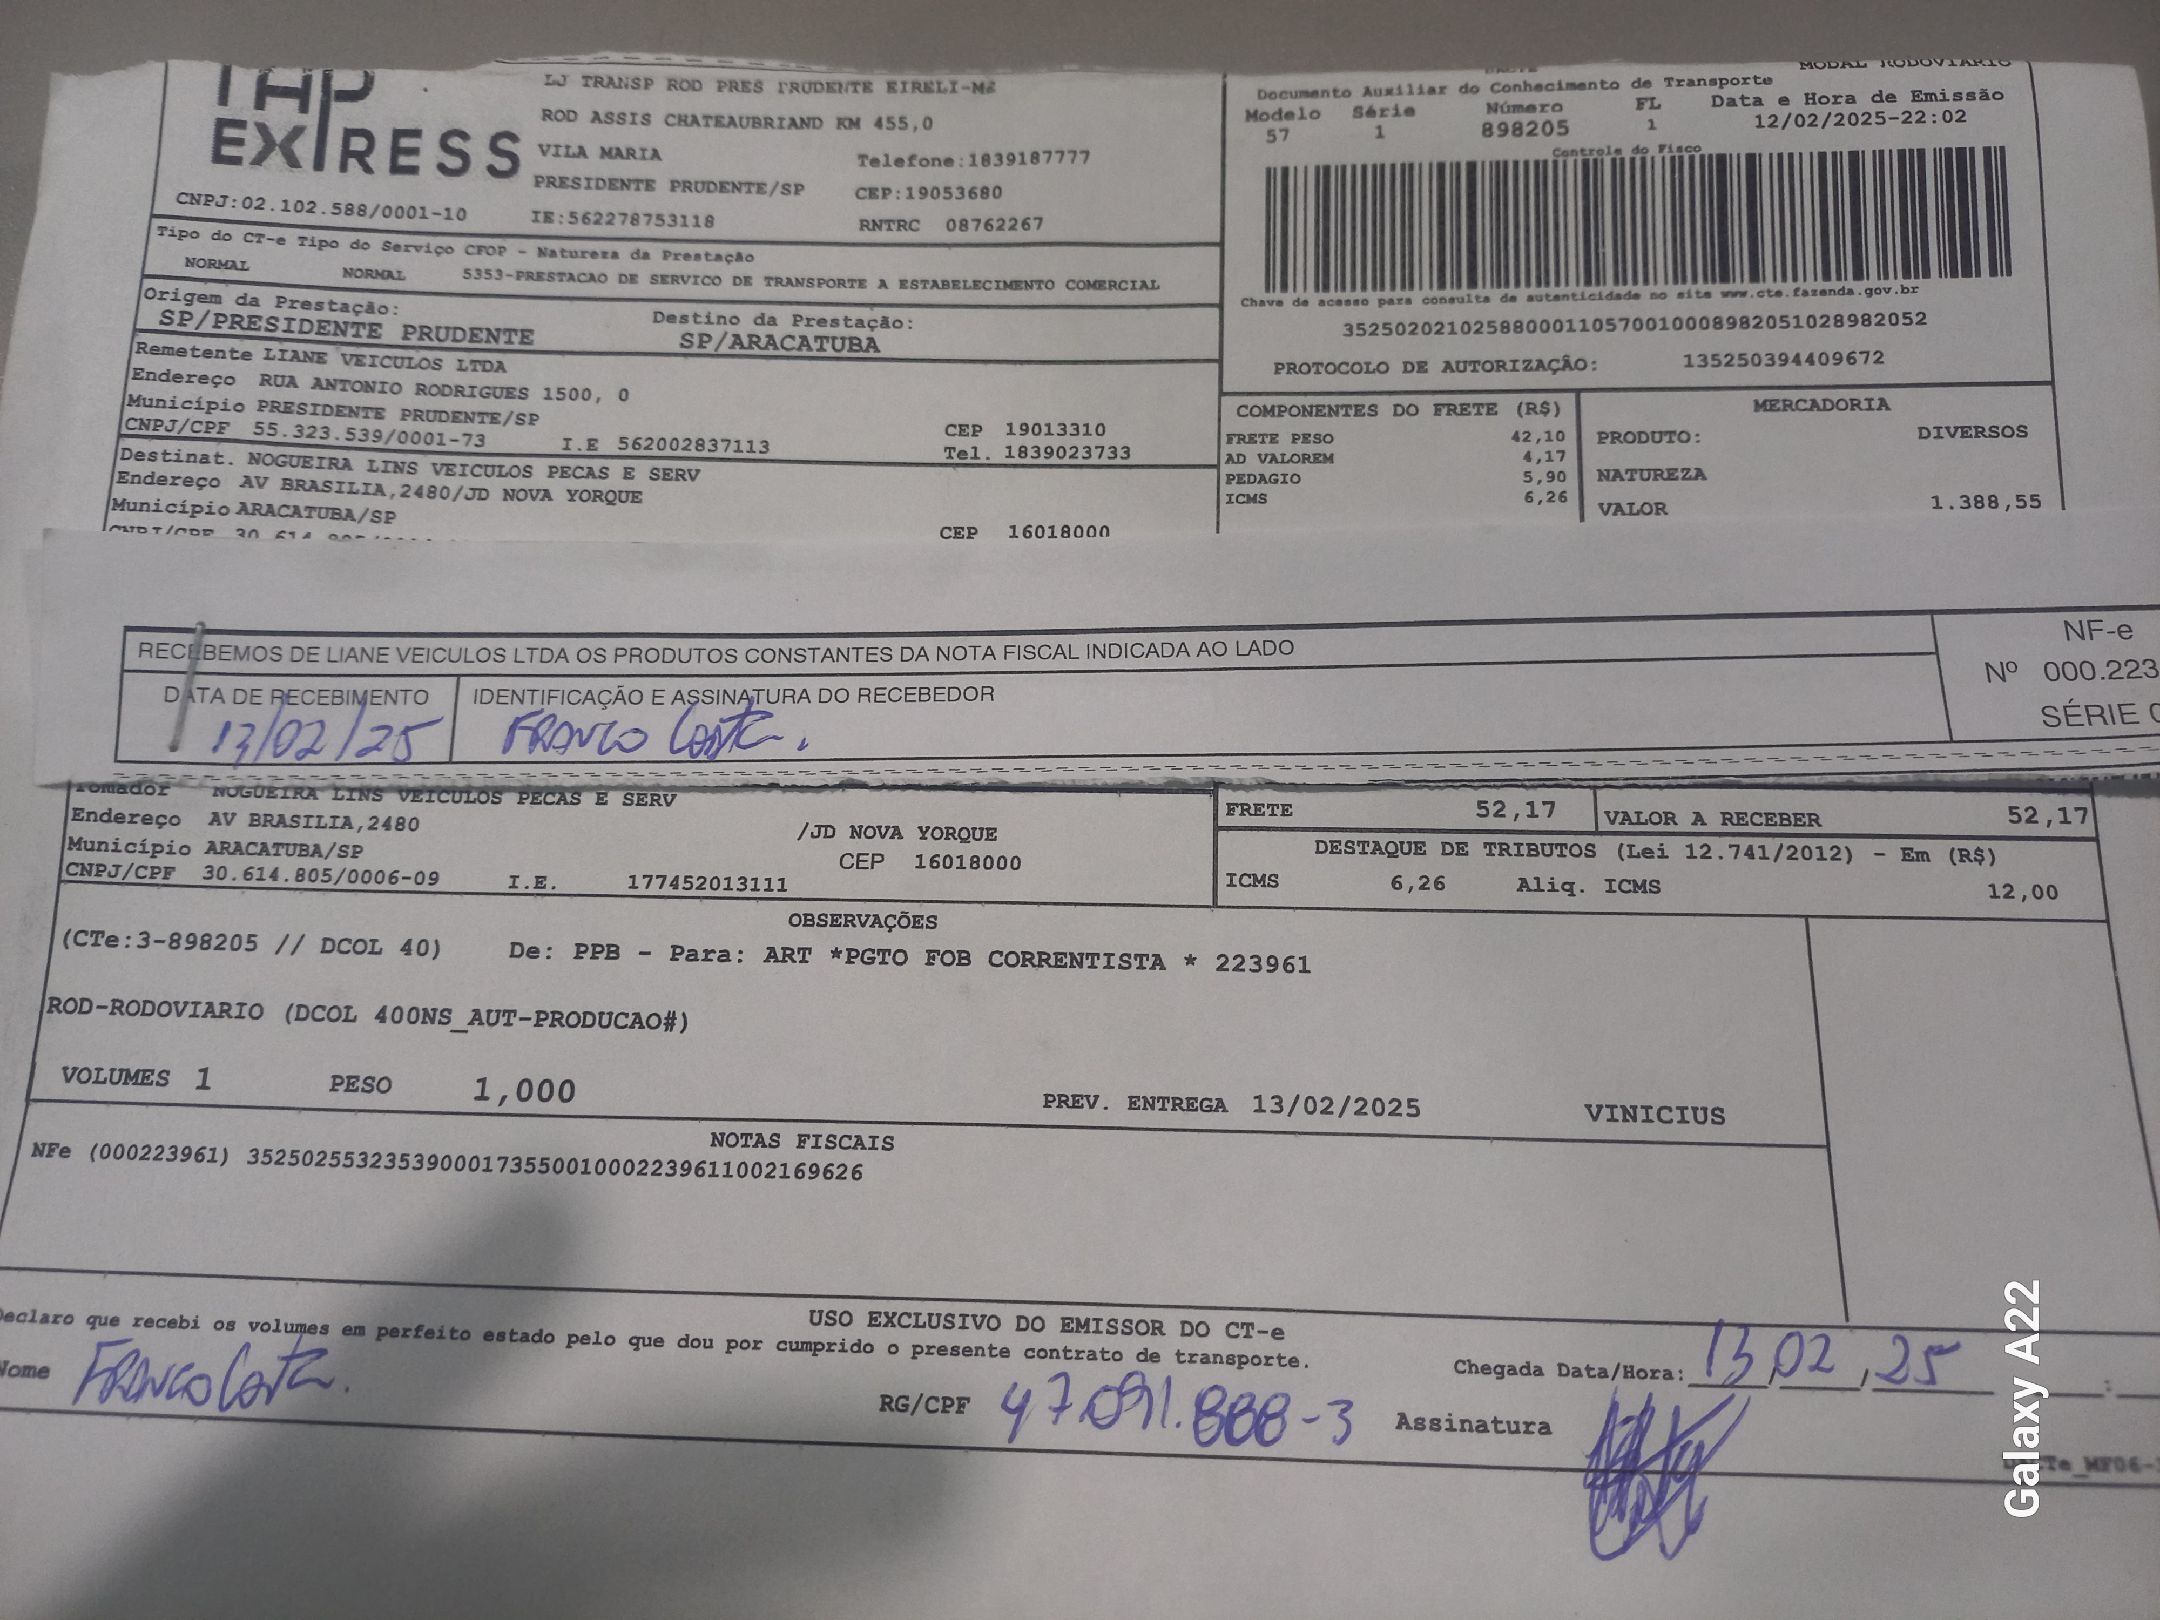 TAP
EXPRESS
CNPJ:02.102.588/0001-10
LJ TRANSP ROD PRES PRUDENTE EIRELI-ME
ROD ASSIS CHATEAUBRIAND KM 455,0
VILA MARIA Telefone:1839187777
PRESIDENTE PRUDENTE/SP CEP:19053680
IE:562278753118 RNTRC 08762267
MODAL RODOVIARIO
Documento Auxiliar do Conhecimento de Transporte
Modelo Série Número FL Data e Hora de Emissão
57 1 898205 1 12/02/2025-22:02
Controle do Fisco
Chave de acesso para consulta de autenticidade no site www.cte.fazenda.gov.br
35250202102588000110570010008982051028982052
PROTOCOLO DE AUTORIZAÇÃO: 135250394409672
Tipo do CT-e Tipo do Serviço CFOP - Natureza da Prestação
NORMAL NORMAL 5353-PRESTACAO DE SERVICO DE TRANSPORTE A ESTABELECIMENTO COMERCIAL
Origem da Prestação: Destino da Prestação:
SP/PRESIDENTE PRUDENTE SP/ARACATUBA
Remetente LIANE VEICULOS LTDA
Endereço RUA ANTONIO RODRIGUES 1500, 0
Município PRESIDENTE PRUDENTE/SP CEP 19013310
CNPJ/CPF 55.323.539/0001-73 I.E 562002837113 Tel. 1839023733
Destinat. NOGUEIRA LINS VEICULOS PECAS E SERV
Endereço AV BRASILIA,2480/JD NOVA YORQUE
Município ARACATUBA/SP CEP 16018000
CNPJ/CPF 30.614.805/
COMPONENTES DO FRETE (R$)
FRETE PESO 42,10
AD VALOREM 4,17
PEDAGIO 5,90
ICMS 6,26
MERCADORIA
PRODUTO: DIVERSOS
NATUREZA
VALOR 1.388,55
RECEBEMOS DE LIANE VEICULOS LTDA OS PRODUTOS CONSTANTES DA NOTA FISCAL INDICADA AO LADO
DATA DE RECEBIMENTO IDENTIFICAÇÃO E ASSINATURA DO RECEBEDOR
13/02/25 FRANCO Costa.
NF-e
Nº 000.223
SÉRIE
Tomador NOGUEIRA LINS VEICULOS PECAS E SERV
Endereço AV BRASILIA,2480 /JD NOVA YORQUE
Município ARACATUBA/SP CEP 16018000
CNPJ/CPF 30.614.805/0006-09 I.E. 177452013111
FRETE 52,17 VALOR A RECEBER 52,17
DESTAQUE DE TRIBUTOS (Lei 12.741/2012) - Em (R$)
ICMS 6,26 Aliq. ICMS 12,00
OBSERVAÇÕES
(CTe:3-898205 // DCOL 40) De: PPB - Para: ART *PGTO FOB CORRENTISTA * 223961
ROD-RODOVIARIO (DCOL 400NS_AUT-PRODUCAO#)
VOLUMES 1 PESO 1,000 PREV. ENTREGA 13/02/2025 VINICIUS
NOTAS FISCAIS
NFe (000223961) 35250255323539000173550010002239611002169626
USO EXCLUSIVO DO EMISSOR DO CT-e
Declaro que recebi os volumes em perfeito estado pelo que dou por cumprido o presente contrato de transporte.
Nome FRANCO Costa. RG/CPF 47.091.888-3 Chegada Data/Hora: 13,02,25 :
Assinatura
Galaxy A22